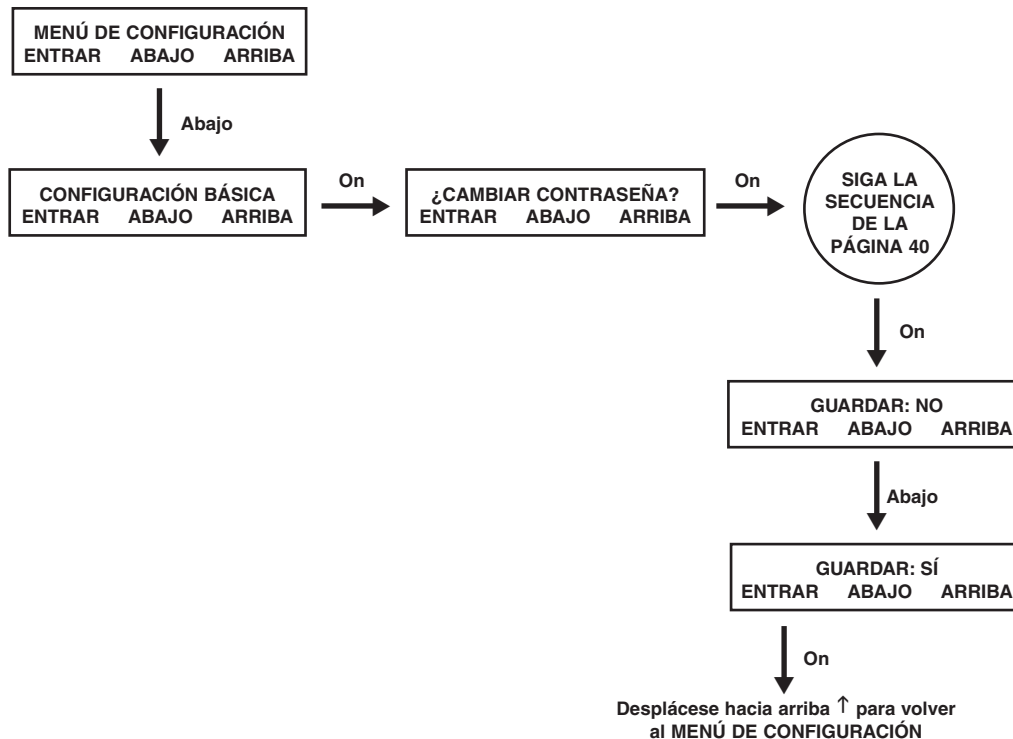 MENÚ DE CONFIGURACIÓN
ENTRAR ABAJO ARRIBA
Abajo
CONFIGURACIÓN BÁSICA
ENTRAR ABAJO ARRIBA
On
¿CAMBIAR CONTRASEÑA?
ENTRAR ABAJO ARRIBA
On
SIGA LA
SECUENCIA
DE LA
PÁGINA 40
On
GUARDAR: NO
ENTRAR ABAJO ARRIBA
Abajo
GUARDAR: SÍ
ENTRAR ABAJO ARRIBA
On
Desplácese hacia arriba ↑ para volver
al MENÚ DE CONFIGURACIÓN